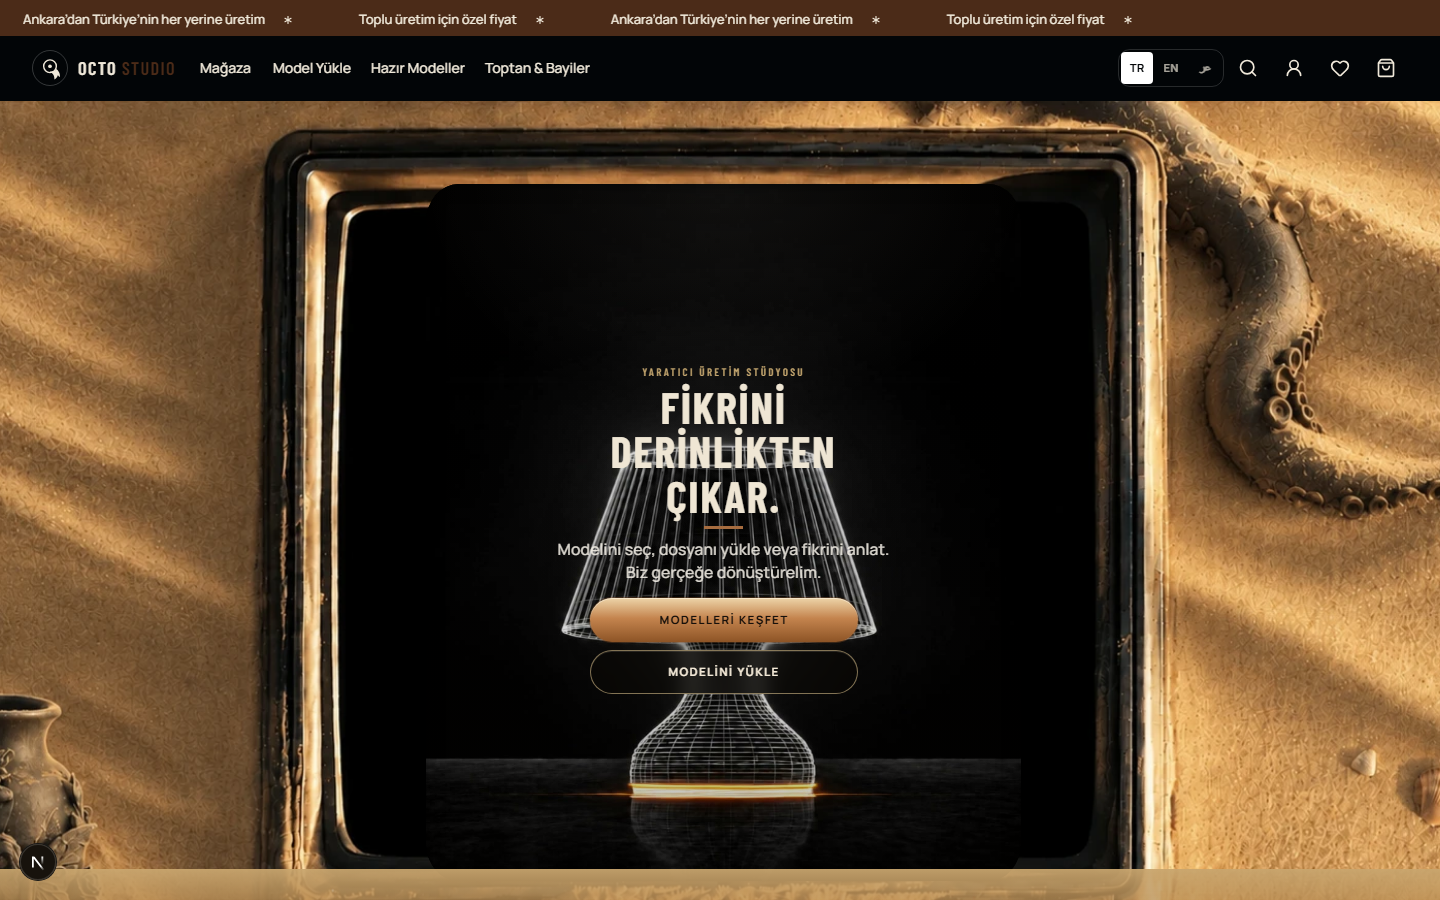 Ankara'dan Türkiye'nin her yerine üretim * Toplu üretim için özel fiyat * Ankara'dan Türkiye'nin her yerine üretim * Toplu üretim için özel fiyat *
OCTO STUDIO Mağaza Model Yükle Hazır Modeller Toptan & Bayiler TR EN عر
YARATICI ÜRETİM STÜDYOSU
FİKRİNİ
DERİNLİKTEN
ÇIKAR.
Modelini seç, dosyanı yükle veya fikrini anlat.
Biz gerçeğe dönüştürelim.
MODELLERİ KEŞFET
MODELİNİ YÜKLE
N